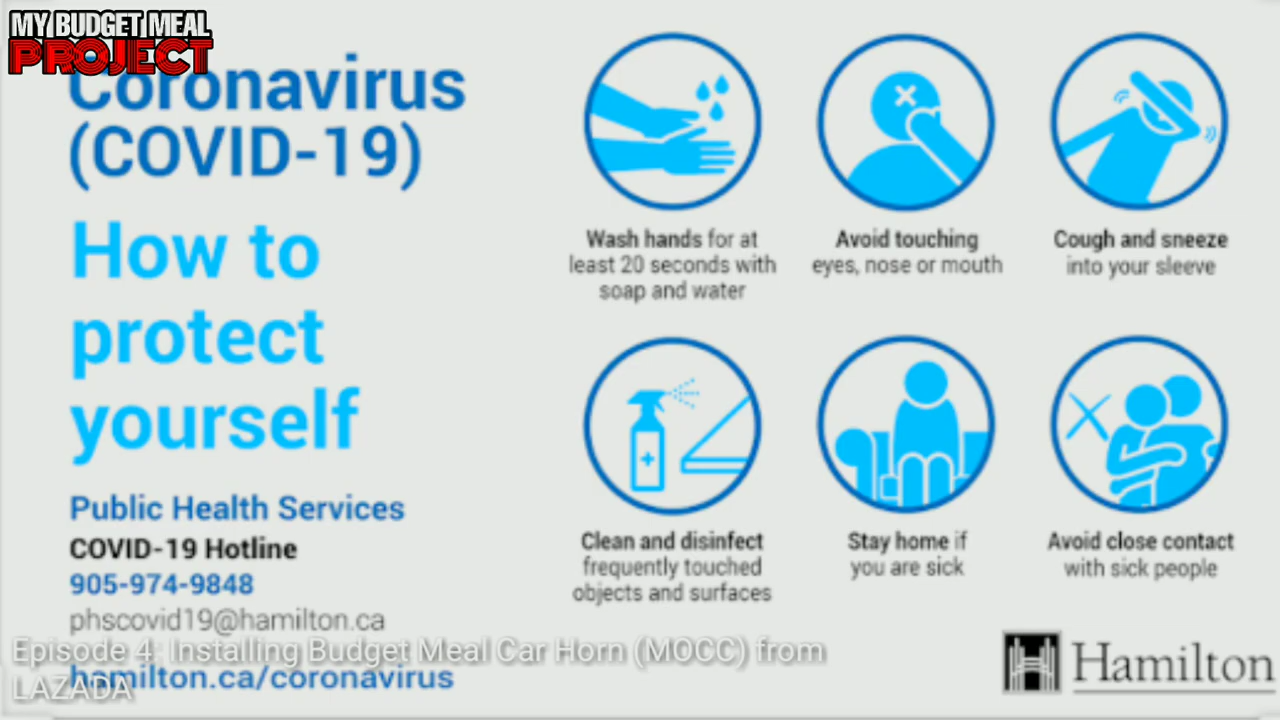 MY BUDGET MEAL
PROJECT
Coronavirus
(COVID-19)
How to
protect
yourself
Public Health Services
COVID-19 Hotline
905-974-9848
phscovid19@hamilton.ca
hamilton.ca/coronavirus
Wash hands for at
least 20 seconds with
soap and water
Avoid touching
eyes, nose or mouth
Cough and sneeze
into your sleeve
Clean and disinfect
frequently touched
objects and surfaces
Stay home if
you are sick
Avoid close contact
with sick people
Hamilton
Episode 4: Installing Budget Meal Car Horn (MOCC) from
LAZADA